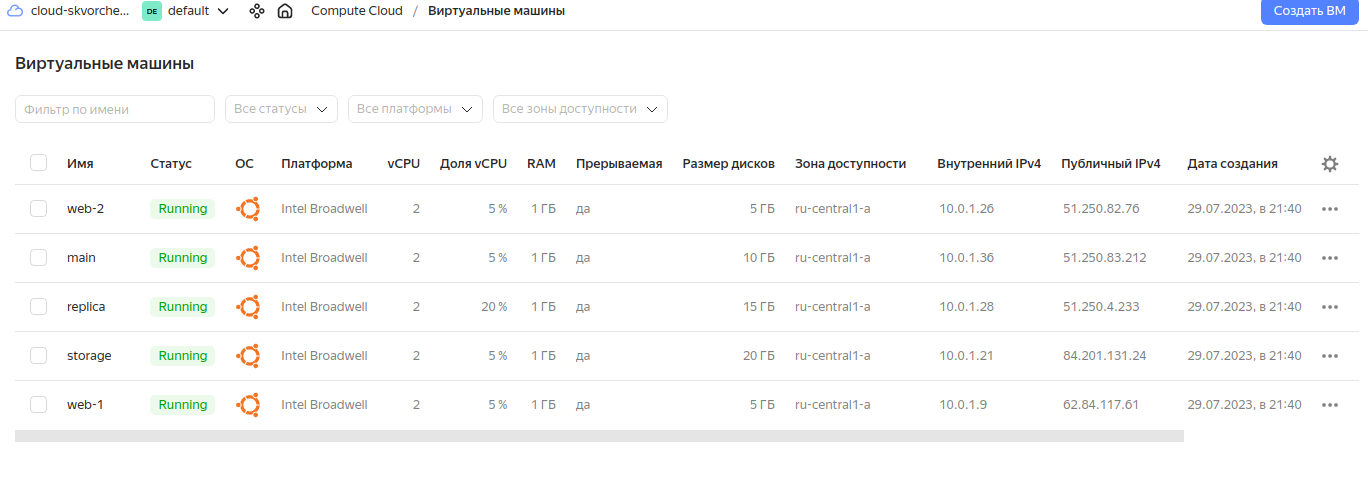 cloud-skvorche... DE default Compute Cloud / Виртуальные машины Создать ВМ
Виртуальные машины
Фильтр по имени Все статусы Все платформы Все зоны доступности
Имя Статус ОС Платформа vCPU Доля vCPU RAM Прерываемая Размер дисков Зона доступности Внутренний IPv4 Публичный IPv4 Дата создания
web-2 Running Intel Broadwell 2 5 % 1 ГБ да 5 ГБ ru-central1-a 10.0.1.26 51.250.82.76 29.07.2023, в 21:40
main Running Intel Broadwell 2 5 % 1 ГБ да 10 ГБ ru-central1-a 10.0.1.36 51.250.83.212 29.07.2023, в 21:40
replica Running Intel Broadwell 2 20 % 1 ГБ да 15 ГБ ru-central1-a 10.0.1.28 51.250.4.233 29.07.2023, в 21:40
storage Running Intel Broadwell 2 5 % 1 ГБ да 20 ГБ ru-central1-a 10.0.1.21 84.201.131.24 29.07.2023, в 21:40
web-1 Running Intel Broadwell 2 5 % 1 ГБ да 5 ГБ ru-central1-a 10.0.1.9 62.84.117.61 29.07.2023, в 21:40